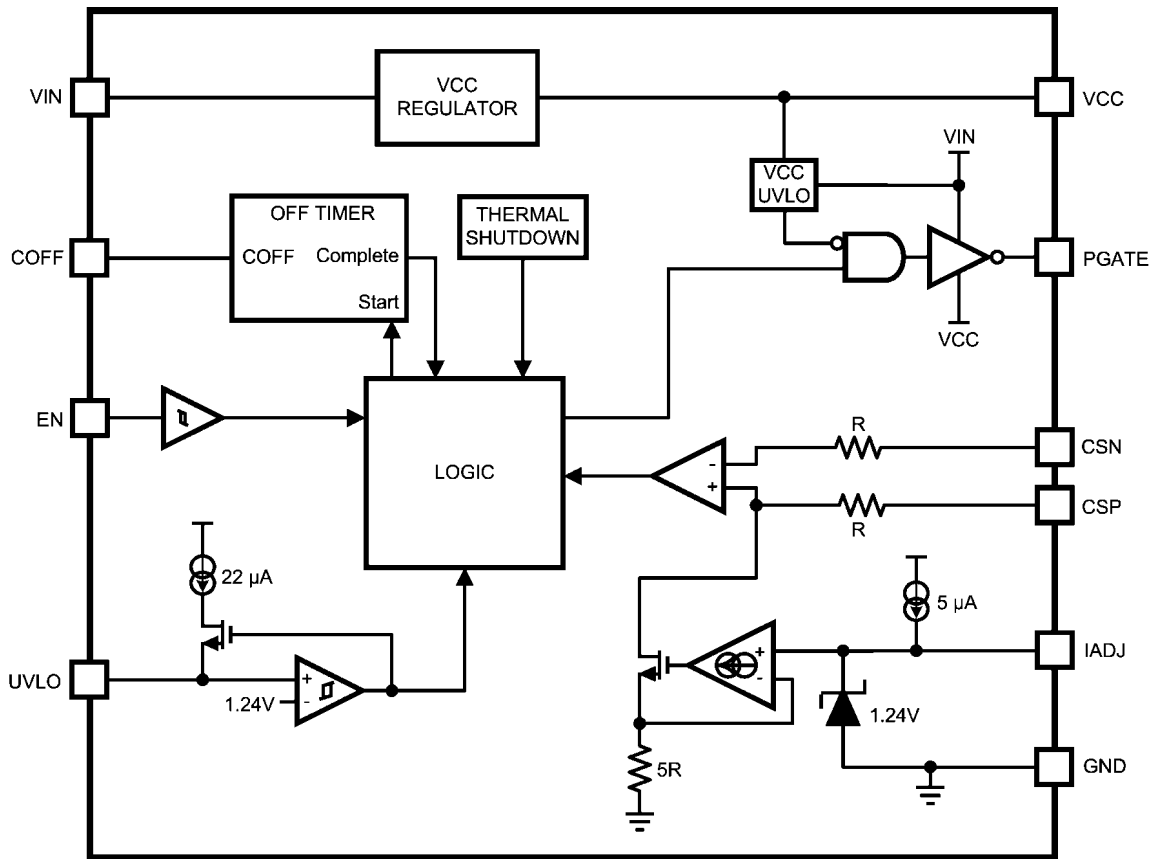 VIN
VCC
REGULATOR
VCC
VIN
VCC
UVLO
OFF TIMER
THERMAL
SHUTDOWN
COFF
COFF
Complete
Start
PGATE
VCC
EN
LOGIC
-
+
R
CSN
R
CSP
22 µA
5 µA
UVLO
+
-
1.24V
+
-
IADJ
1.24V
5R
GND